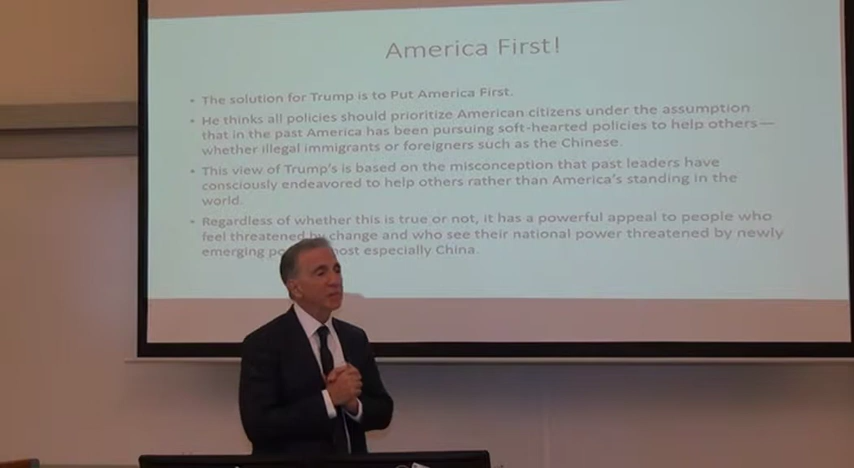 America First!
• The solution for Trump is to Put America First.
• He thinks all policies should prioritize American citizens under the assumption
that in the past America has been pursuing soft-hearted policies to help others—
whether illegal immigrants or foreigners such as the Chinese.
• This view of Trump's is based on the misconception that past leaders have
consciously endeavored to help others rather than America's standing in the
world.
• Regardless of whether this is true or not, it has a powerful appeal to people who
feel threatened by change and who see their national power threatened by newly
emerging most especially China.